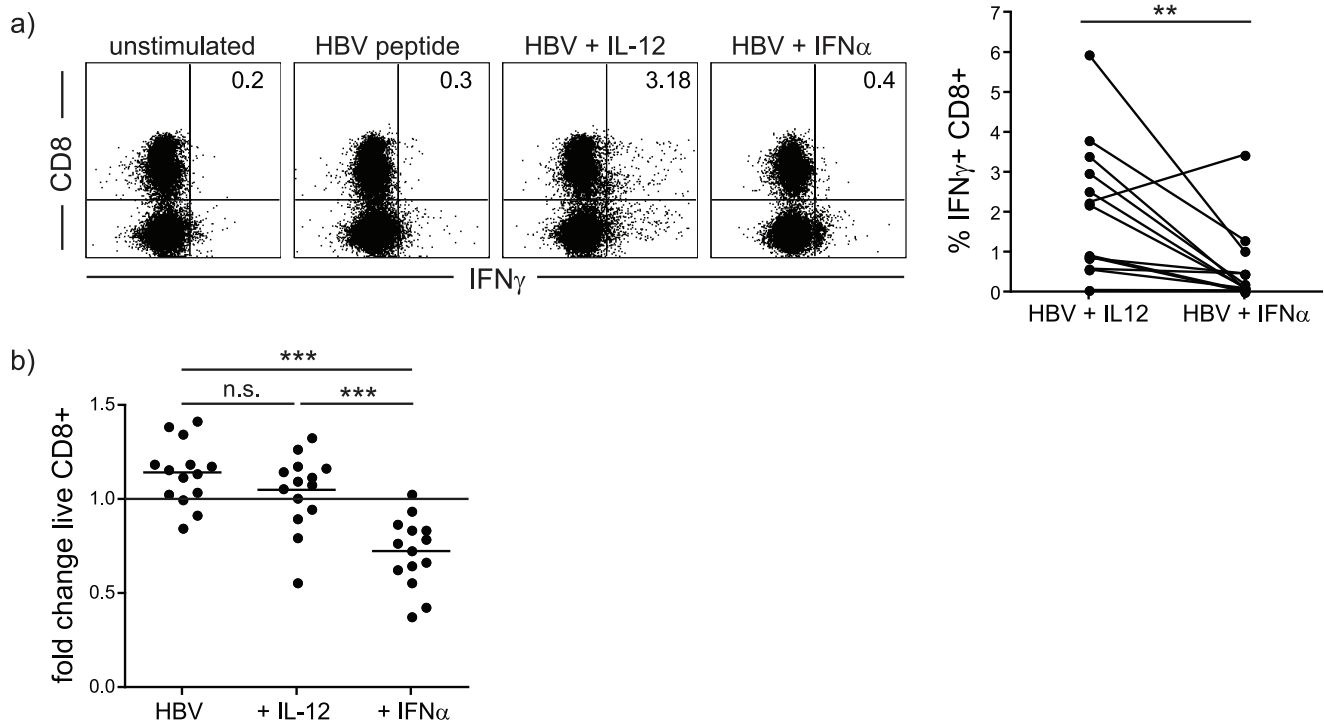 a)
unstimulated
HBV peptide
HBV + IL-12
HBV + IFNα
0.2
0.3
3.18
0.4
CD8
IFNγ
**
7
6
5
4
3
2
1
0
% IFNγ+ CD8+
HBV + IL12
HBV + IFNα
b)
***
n.s.
***
1.5
1.0
0.5
0.0
fold change live CD8+
HBV
+ IL-12
+ IFNα